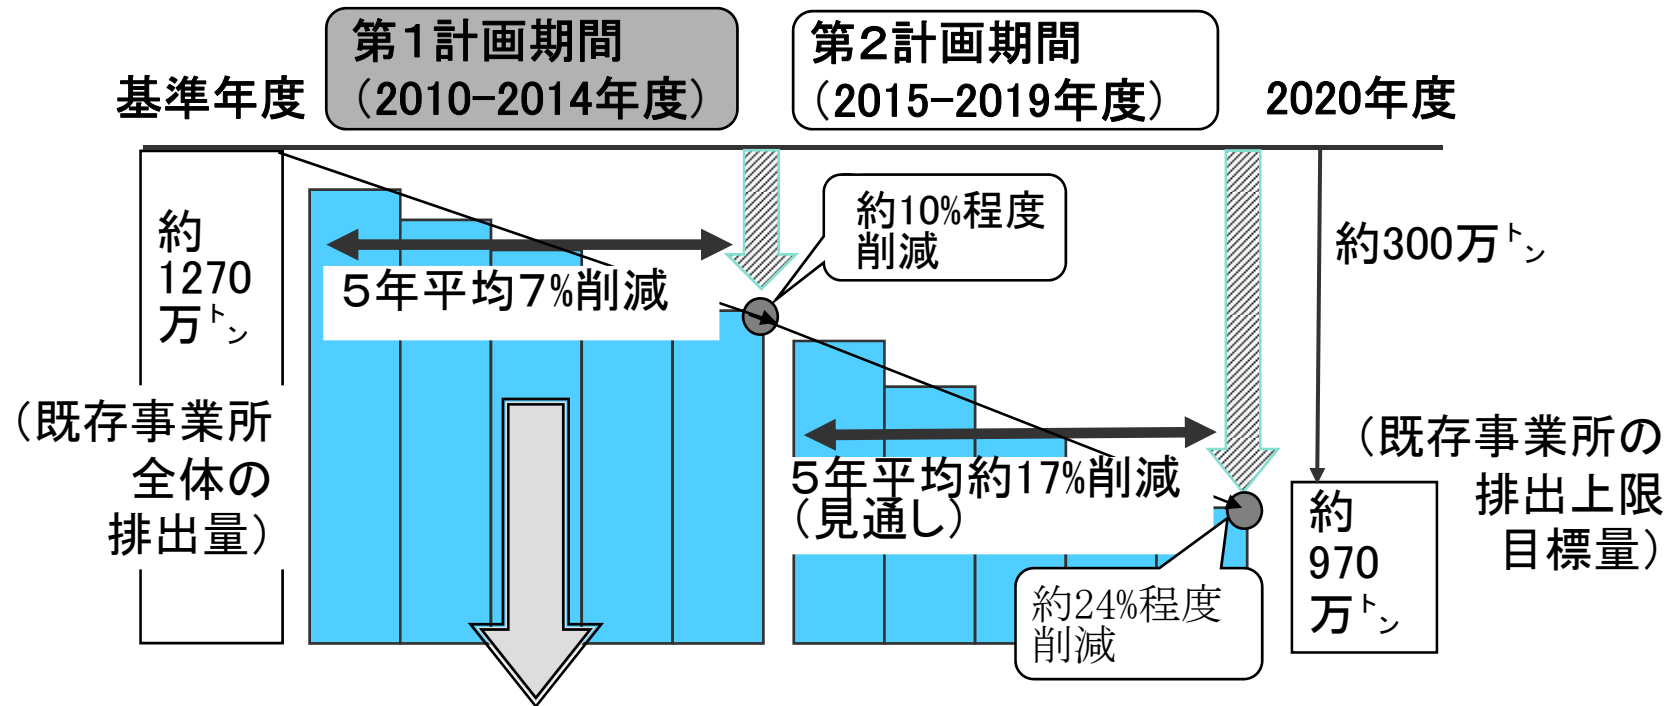 基準年度
第１計画期間
（2010-2014年度）
第２計画期間
（2015-2019年度）
2020年度
約
1270
万トン
（既存事業所
全体の
排出量）
５年平均７%削減
約10%程度
削減
５年平均約17%削減
（見通し）
約24%程度
削減
約300万トン
（既存事業所の
排出上限
目標量）
約
970
万トン